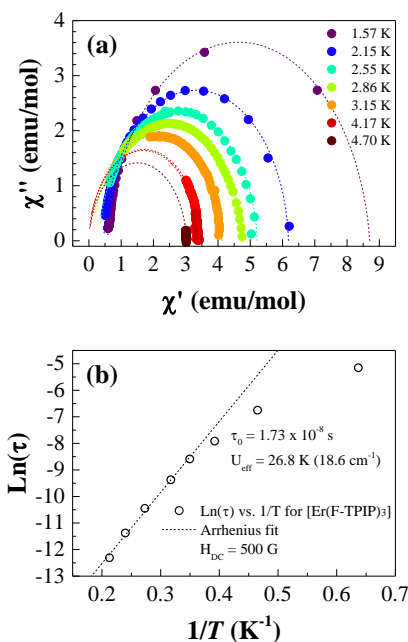 (a)
4
3
2
1
0
χ'' (emu/mol)
1.57 K
2.15 K
2.55 K
2.86 K
3.15 K
4.17 K
4.70 K
0 1 2 3 4 5 6 7 8 9
χ' (emu/mol)
(b)
-5
-6
-7
-8
-9
-10
-11
-12
-13
Ln(τ)
τ0 = 1.73 x 10-8 s
Ueff = 26.8 K (18.6 cm-1)
Ln(τ) vs. 1/T for [Er(F-TPIP)3]
Arrhenius fit
HDC = 500 G
0.2 0.3 0.4 0.5 0.6 0.7
1/T (K-1)